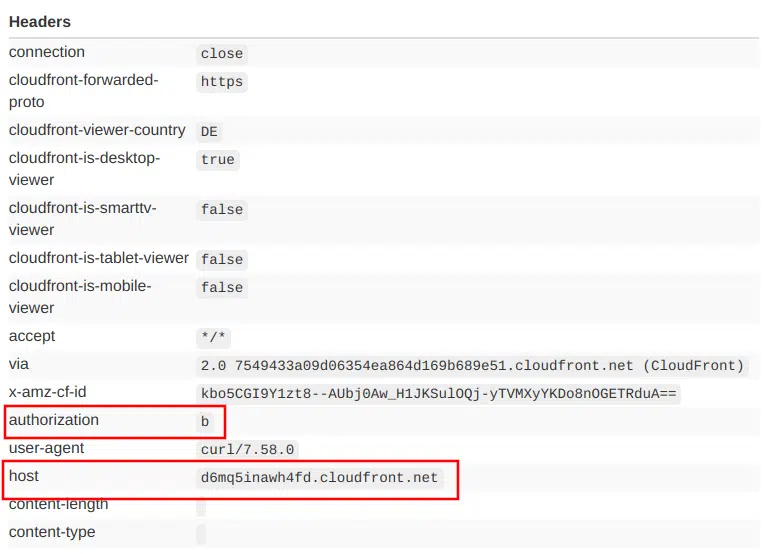 Headers
connection close
cloudfront-forwarded- https
proto
cloudfront-viewer-country DE
cloudfront-is-desktop- true
viewer
cloudfront-is-smarttv- false
viewer
cloudfront-is-tablet-viewer false
cloudfront-is-mobile- false
viewer
accept */*
via 2.0 7549433a09d06354ea864d169b689e51.cloudfront.net (CloudFront)
x-amz-cf-id kbo5CGI9Y1zt8--AUbj0Aw_H1JKSulOQj-yTVMXyYKDo8nOGETRduA==
authorization b
user-agent curl/7.58.0
host d6mq5inawh4fd.cloudfront.net
content-length
content-type